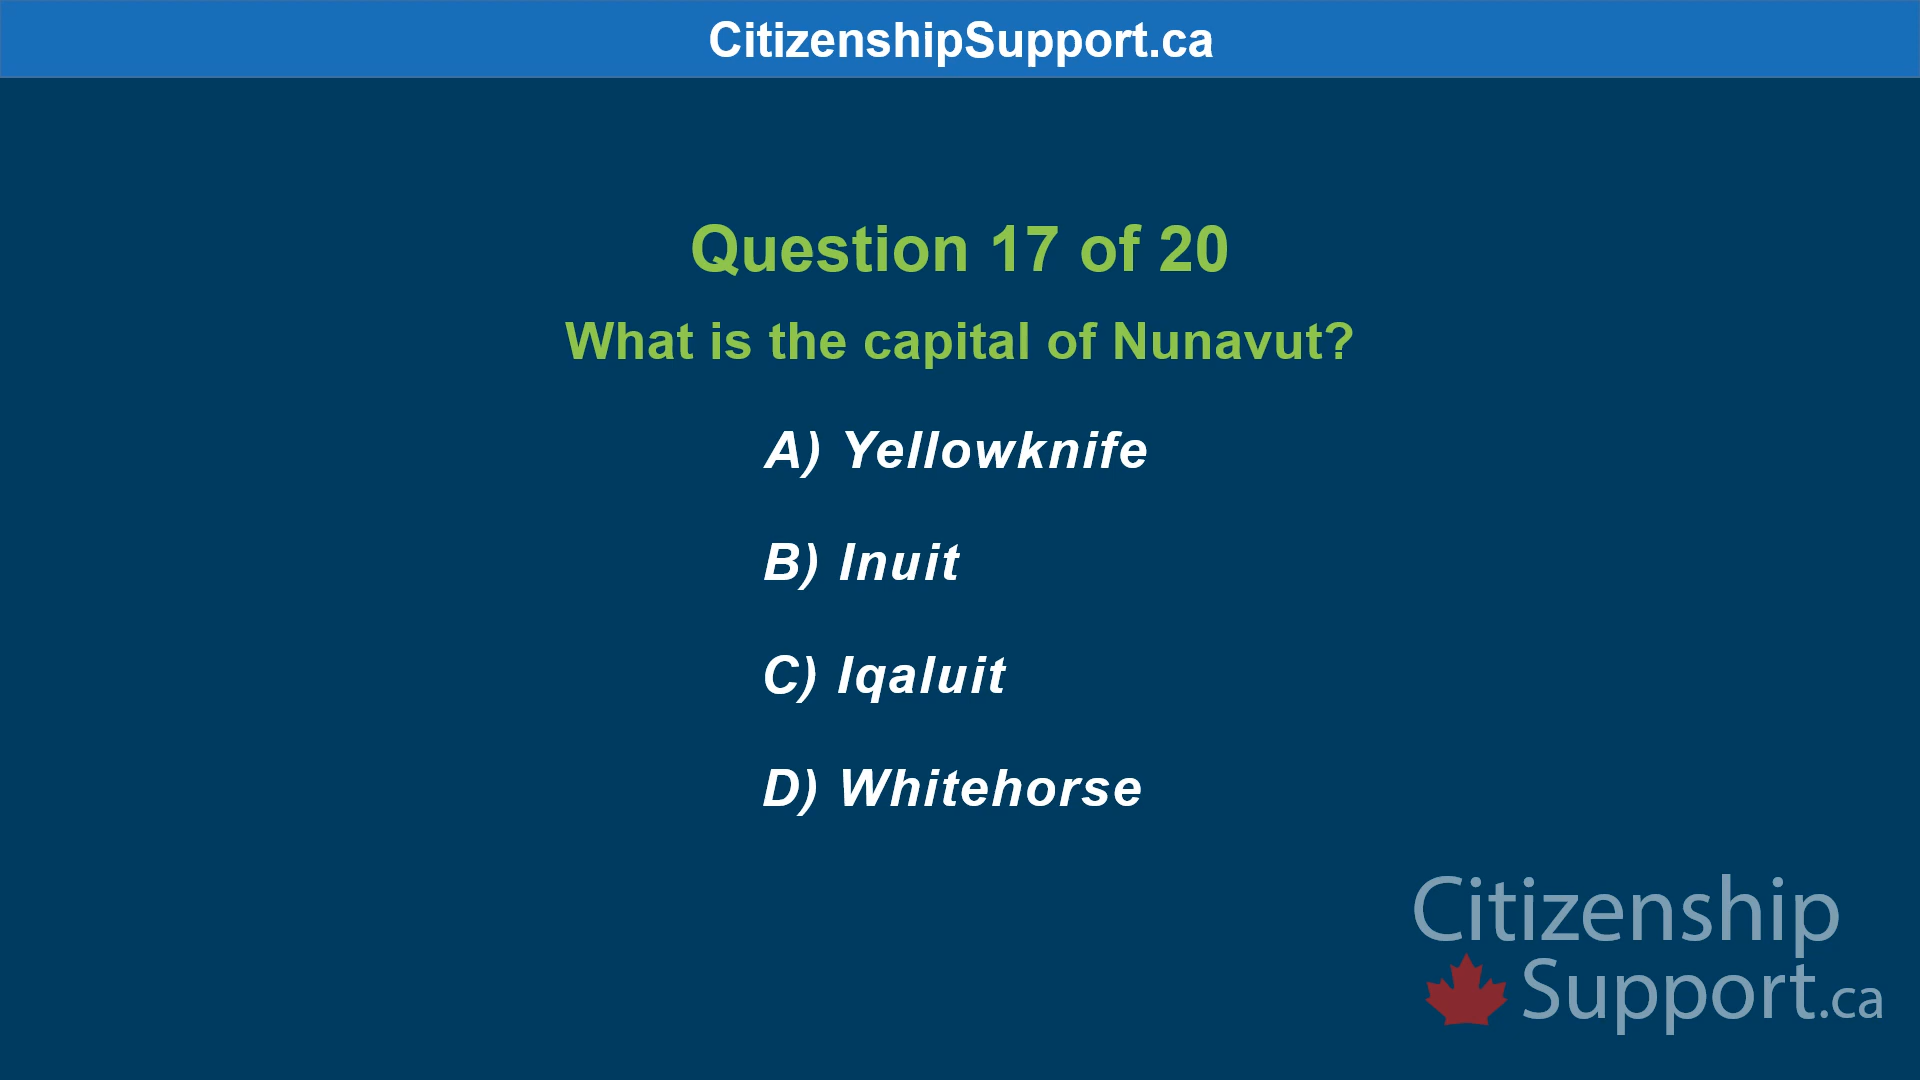 CitizenshipSupport.ca
Question 17 of 20
What is the capital of Nunavut?
A) Yellowknife
B) Inuit
C) Iqaluit
D) Whitehorse
Citizenship
Support.ca